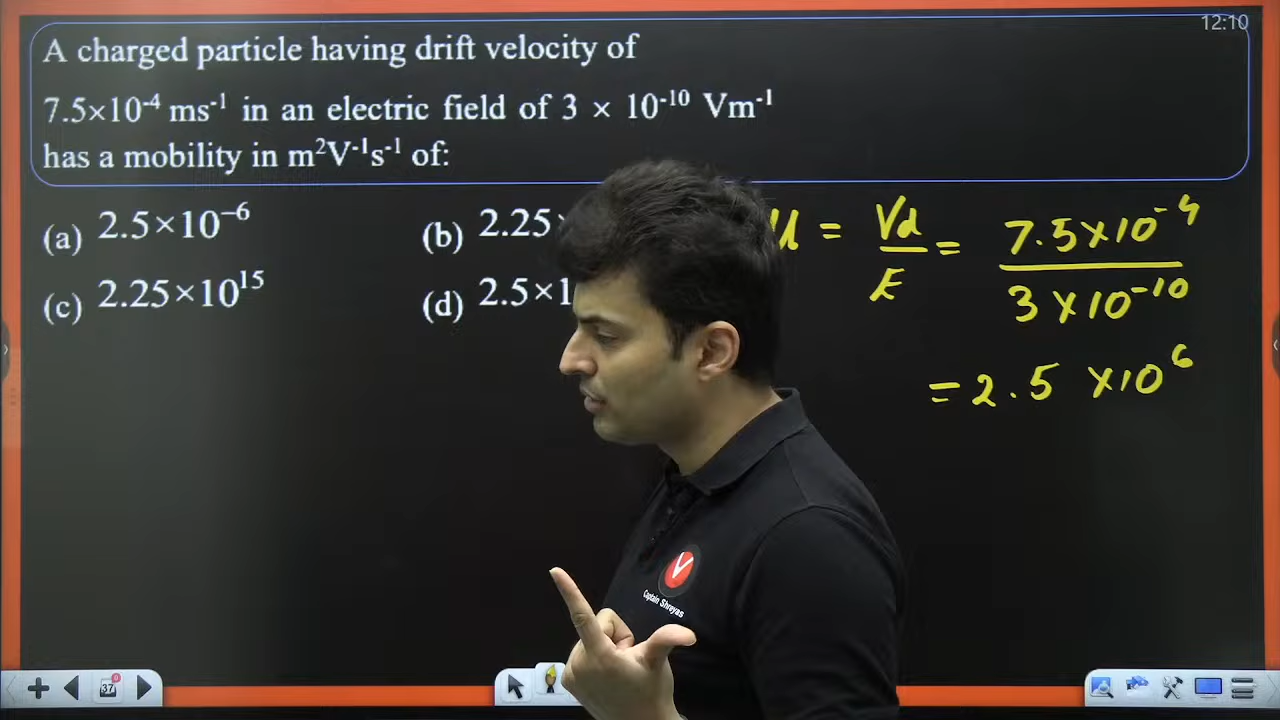 12:10
A charged particle having drift velocity of
7.5×10⁻⁴ ms⁻¹ in an electric field of 3 × 10⁻¹⁰ Vm⁻¹
has a mobility in m²V⁻¹s⁻¹ of:
(a) 2.5×10⁻⁶
(b) 2.25
(c) 2.25×10¹⁵
(d) 2.5×1
μ = Vd / E = 7.5×10⁻⁴ / 3×10⁻¹⁰
= 2.5 ×10⁶
V
Captain Shreyas
37